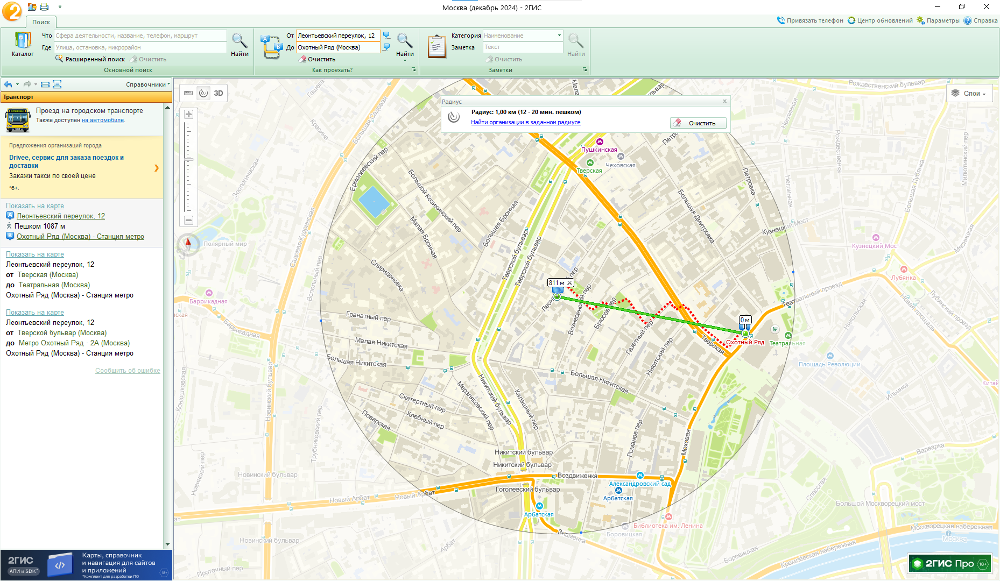 Москва (декабрь 2024) - 2ГИС
Поиск
Привязать телефон
Центр обновлений
Параметры
Справка
Каталог
Что
Сфера деятельности, название, телефон, маршрут
Где
Улица, остановка, микрорайон
Расширенный поиск
Очистить
Найти
Основной поиск
От
Леонтьевский переулок, 12
До
Охотный Ряд (Москва)
Очистить
Найти
Как проехать?
Категория
Наименование
Заметка
Текст
Очистить
Найти
Заметки
Справочники
Транспорт
Проезд на городском транспорте
Также доступен на автомобиле.
Предложения организаций города
Drivee, сервис для заказа поездок и
доставки
Закажи такси по своей цене
*6+.
Показать на карте
A Леонтьевский переулок, 12
Пешком 1087 м
B Охотный Ряд (Москва) - Станция метро
Показать на карте
Леонтьевский переулок, 12
от Тверская (Москва)
до Театральная (Москва)
Охотный Ряд (Москва) - Станция метро
Показать на карте
Леонтьевский переулок, 12
от Тверской бульвар (Москва)
до Метро Охотный Ряд · 2А (Москва)
Охотный Ряд (Москва) - Станция метро
Сообщить об ошибке
2ГИС
АПИ и SDK*
Карты, справочник
и навигация для сайтов
и приложений
*Комплект для разработки ПО
18+
3D
Слои
Радиус
Радиус: 1,00 км (12 - 20 мин. пешком)
Найти организации в заданном радиусе
Очистить
Рождественский бульвар
Гашека
Красина
Большая Садовая
Садовая-Кудринская
Зоологическая
Полярный мир
Баррикадная
Баррикадная
Вспольный пер
Конюшковская
Новинский бульвар
Трубниковский пер
Новинский пер
Новинский бульвар
Новинский бульвар
Новый Арбат
Новый Арбат
Проточный пер
Арбат
Ермолаевский пер
Большой Козихинский пер
Малая Бронная
Большая Бронная
Спиридоновка
Тверской бульвар
Тверской бульвар
Пушкинская
Чеховская
Тверская
Петровка
Большая Дмитровка
Кузнецкий Мост
Кузнецкий Мост
Неглинная
Неглинная
Рождественка
Большая Лубянка
Милютинский пер
Мясницкая
Лубянка
Театральный проезд
Лубянский проезд
Новая площадь
Никольская
811 м
0 м
Вознесенский пер
Брюсов пер
Газетный пер
Никитский пер
Тверская
Охотный Ряд
Театральная
Площадь Революции
Ильинка
Варварка
Гранатный пер
Малая Никитская
Большая Никитская
Большая Никитская
Никитский бульвар
Мерзляковский пер
Калашный пер
Скатертный пер
Хлебный пер
Поварская
Романов пер
Моховая
Никитский бульвар
Никитский бульвар
Воздвиженка
Гоголевский бульвар
Александровский сад
Арбатская
Арбатская
Библиотека им. Ленина
Боровицкая
Знаменка
Боровицкая
Большой Москворецкий мост
Спасская
Москворецкая набережная
Москва
Кремлевская набережная
2ГИС Про
18+